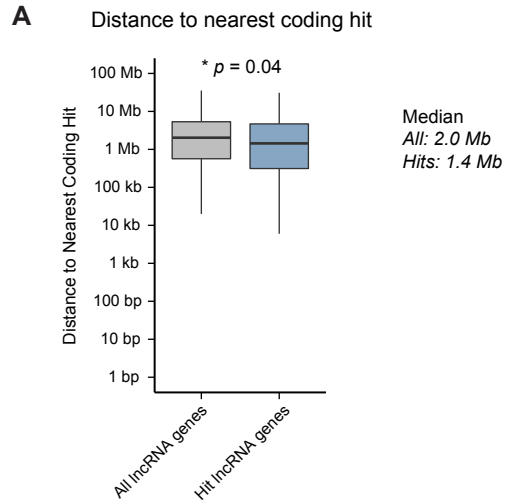 A
Distance to nearest coding hit
* p = 0.04
Distance to Nearest Coding Hit
100 Mb
10 Mb
1 Mb
100 kb
10 kb
1 kb
100 bp
10 bp
1 bp
All lncRNA genes
Hit lncRNA genes
Median
All: 2.0 Mb
Hits: 1.4 Mb